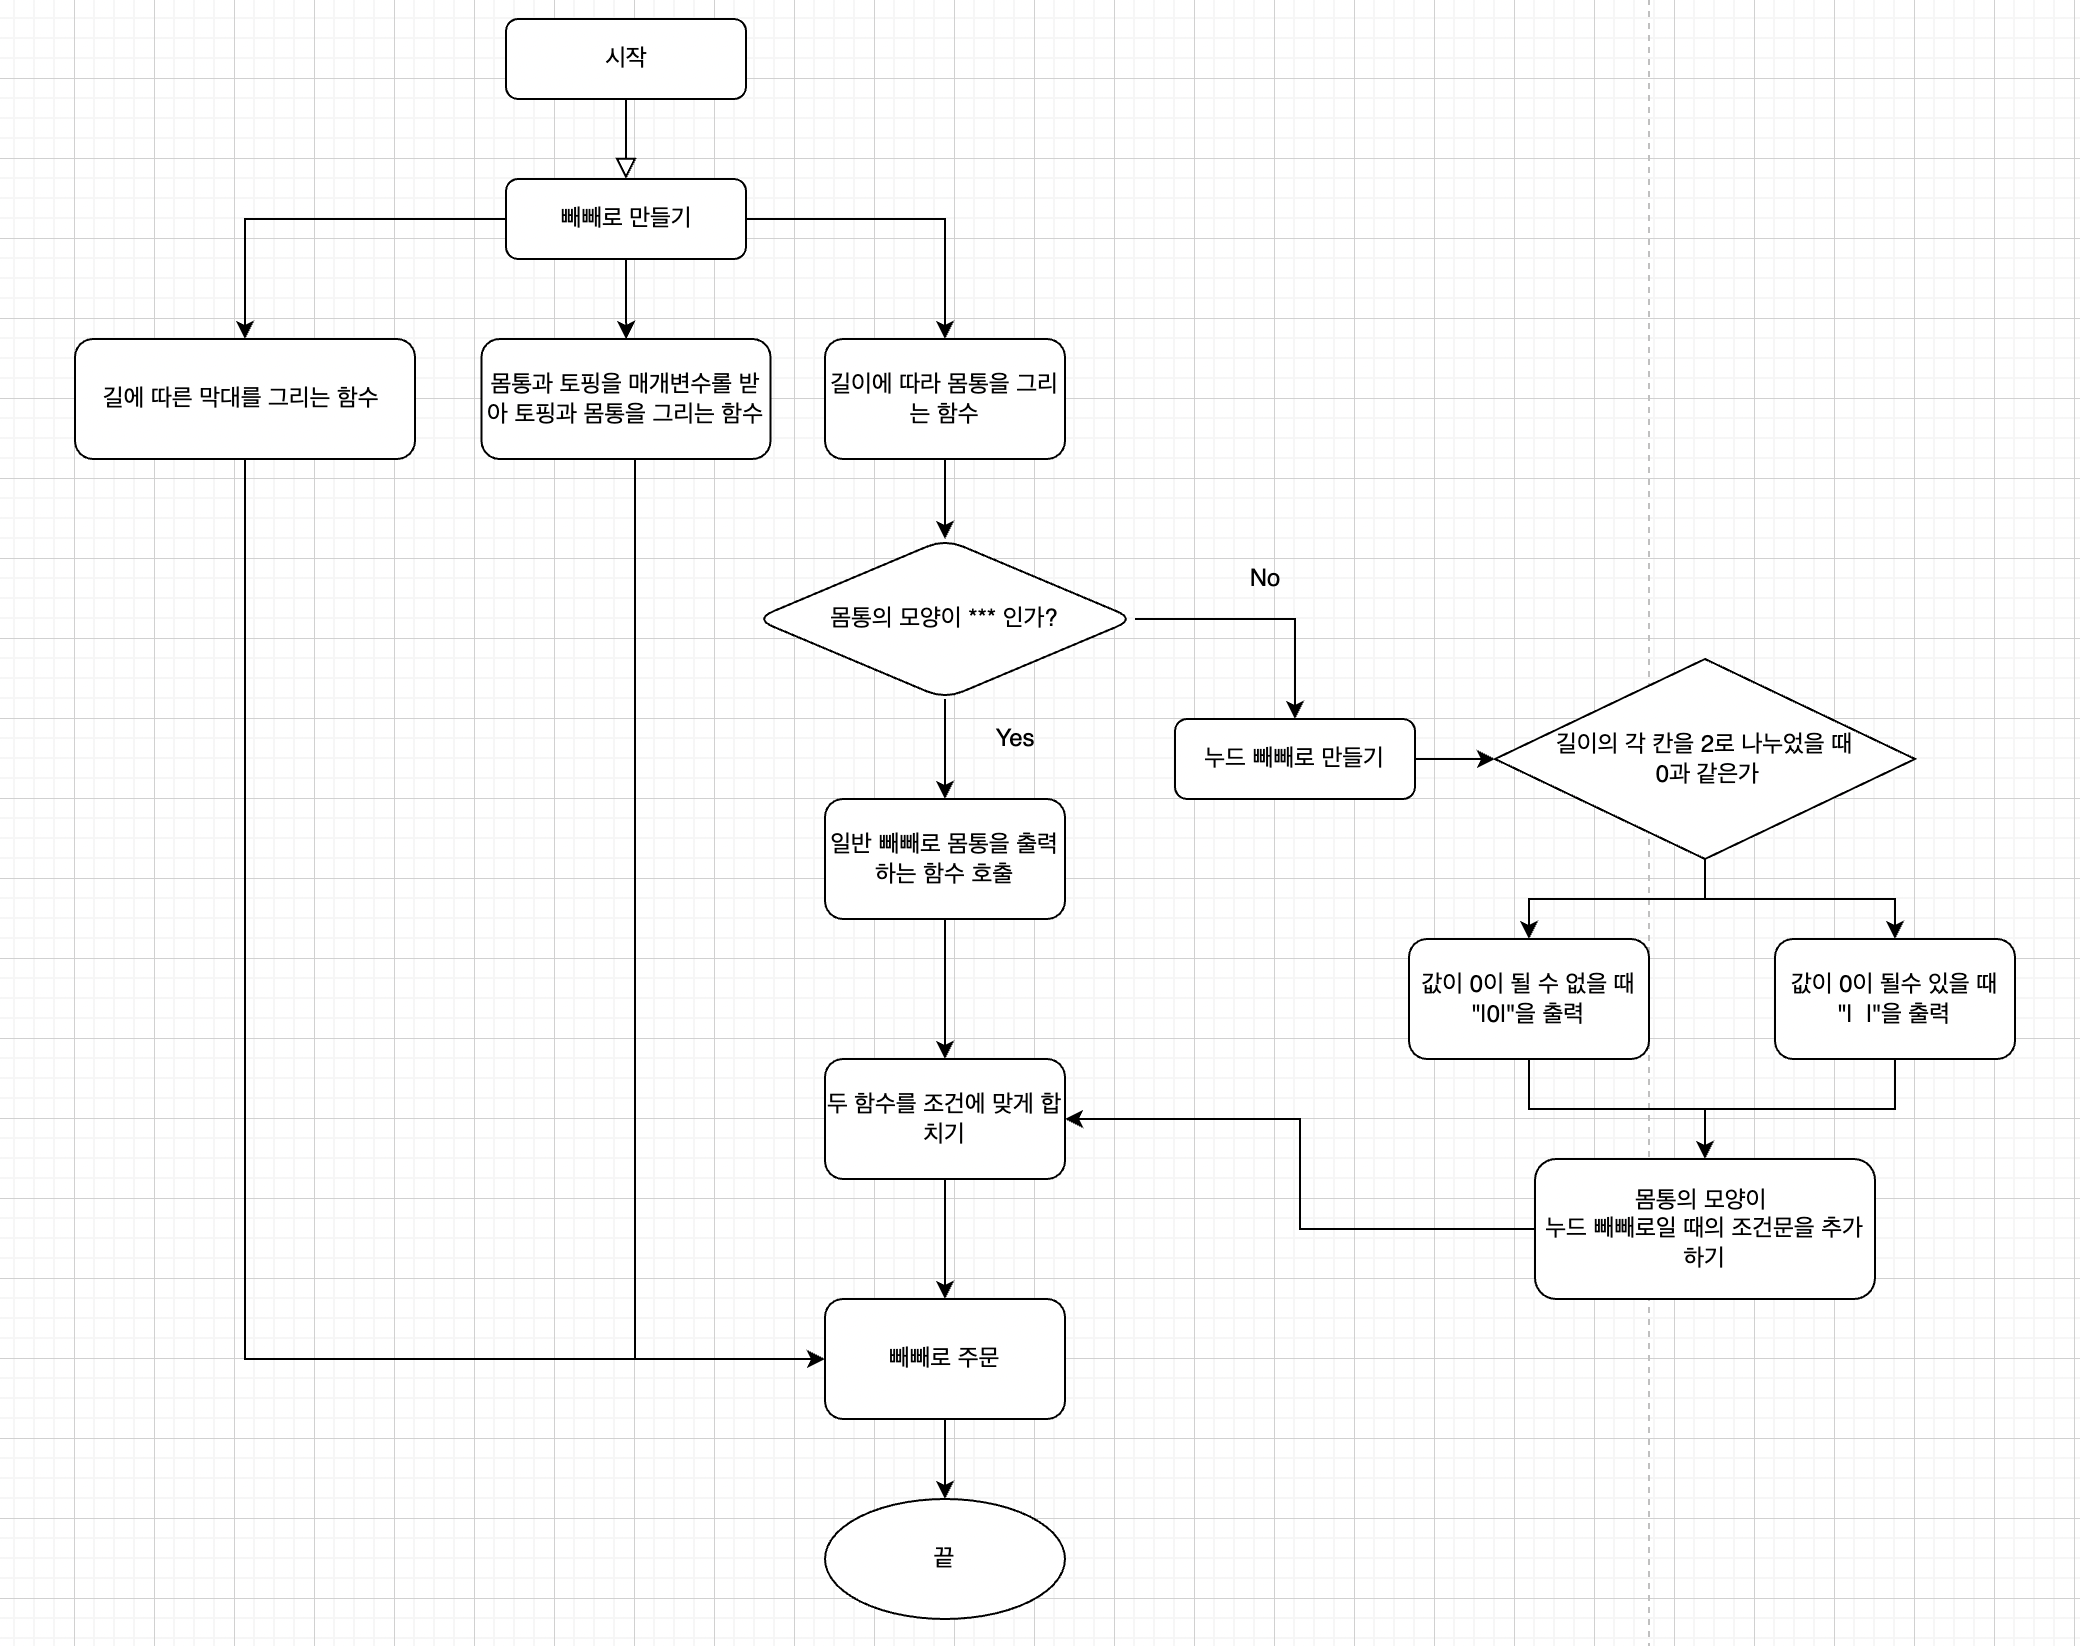 시작
빼빼로 만들기
길에 따른 막대를 그리는 함수
몸통과 토핑을 매개변수롤 받
아 토핑과 몸통을 그리는 함수
길이에 따라 몸통을 그리
는 함수
몸통의 모양이 *** 인가?
No
Yes
누드 빼빼로 만들기
길이의 각 칸을 2로 나누었을 때
0과 같은가
일반 빼빼로 몸통을 출력
하는 함수 호출
값이 0이 될 수 없을 때
"l0l"을 출력
값이 0이 될수 있을 때
"l  l"을 출력
두 함수를 조건에 맞게 합
치기
몸통의 모양이
누드 빼빼로일 때의 조건문을 추가
하기
빼빼로 주문
끝